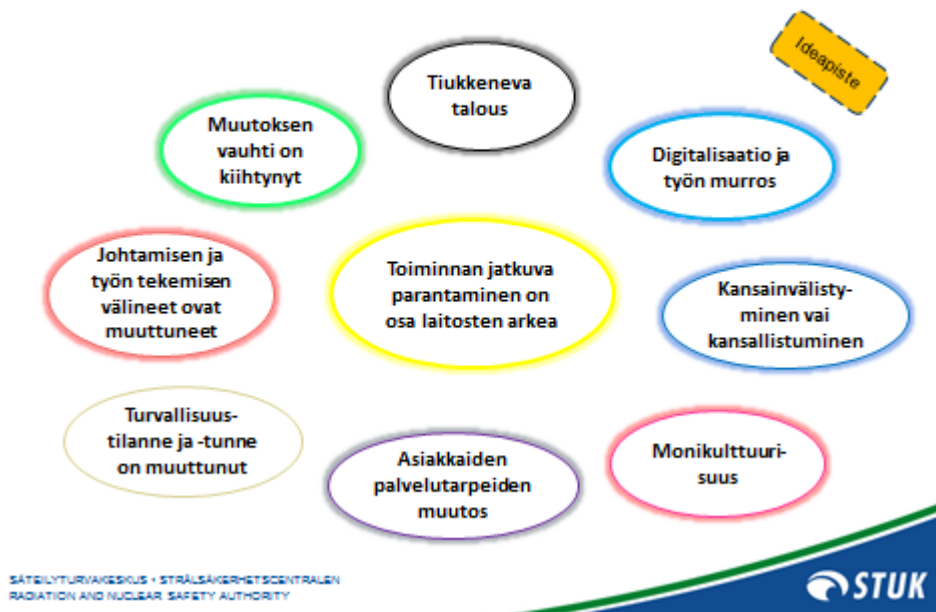 Ideapiste
Tiukkeneva
talous
Muutoksen
vauhti on
kiihtynyt
Digitalisaatio ja
työn murros
Johtamisen ja
työn tekemisen
välineet ovat
muuttuneet
Toiminnan jatkuva
parantaminen on
osa laitosten arkea
Kansainvälisty-
minen vai
kansallistuminen
Turvallisuus-
tilanne ja -tunne
on muuttunut
Asiakkaiden
palvelutarpeiden
muutos
Monikulttuuri-
suus
SÄTEILYTURVAKESKUS • STRÅLSÄKERHETSCENTRALEN
RADIATION AND NUCLEAR SAFETY AUTHORITY
STUK